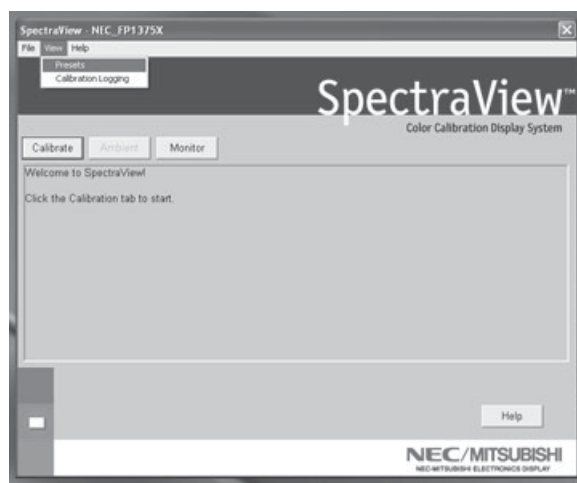 SpectraView - NEC_FP1375X
File View Help
Presets
Calibration Logging
SpectraView™
Color Calibration Display System
Calibrate Ambient Monitor
Welcome to SpectraView!
Click the Calibration tab to start.
Help
NEC/MITSUBISHI
NEC-MITSUBISHI ELECTRONICS DISPLAY